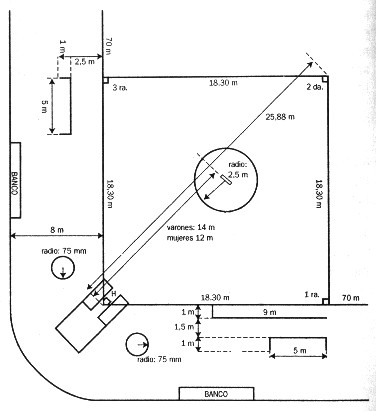 70 m
1 m
2,5 m
5 m
18.30 m
3 ra.
2 da.
25,88 m
radio:
2,5 m
BANCO
18.30 m
18.30 m
8 m
varones: 14 m
mujeres 12 m
radio: 75 mm
H
18.30 m
1 ra.
70 m
1 m
9 m
1,5 m
1 m
5 m
radio: 75 mm
BANCO